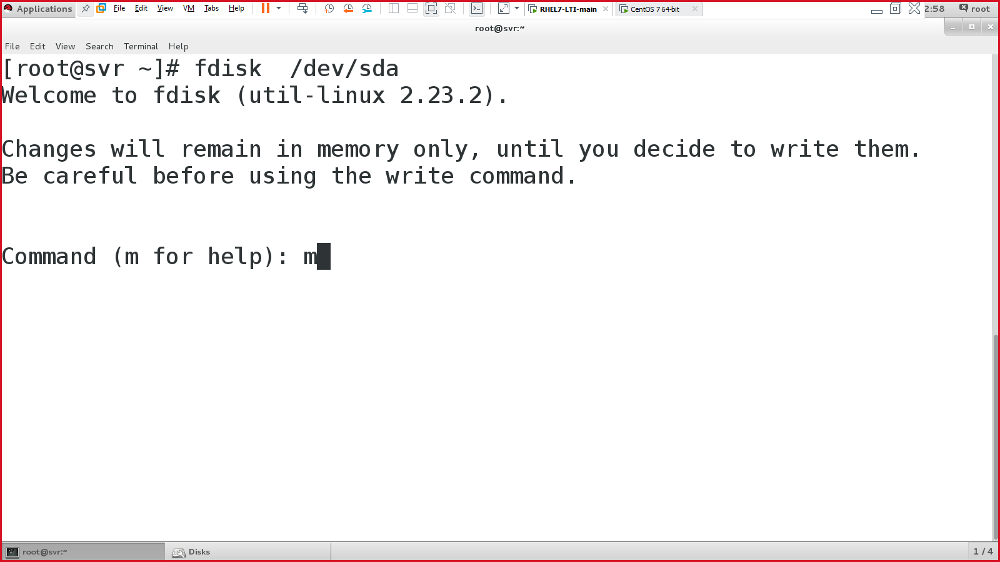 Applications File Edit View VM Tabs Help RHEL7-LTI-main CentOS 7 64-bit 2:58 root
root@svr:~
File Edit View Search Terminal Help
[root@svr ~]# fdisk  /dev/sda
Welcome to fdisk (util-linux 2.23.2).
Changes will remain in memory only, until you decide to write them.
Be careful before using the write command.
Command (m for help): m
root@svr:~ Disks 1 / 4